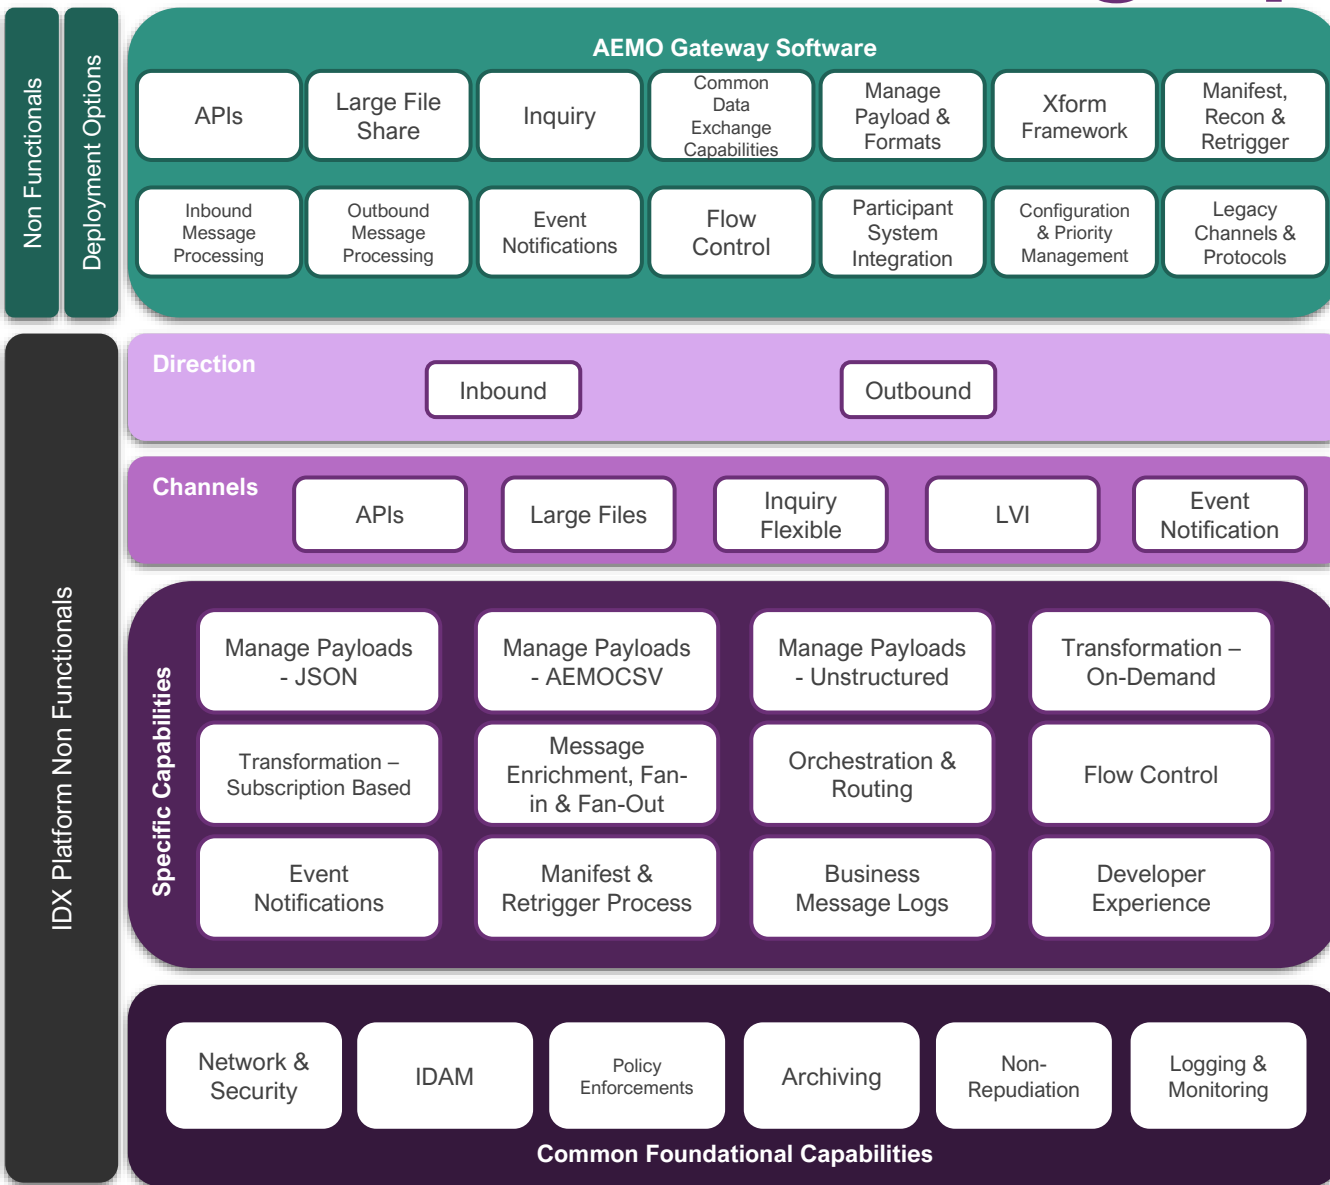 AEMO Gateway Software
Non Functionals
Deployment Options
APIs
Large File
Share
Inquiry
Common
Data
Exchange
Capabilities
Manage
Payload &
Formats
Xform
Framework
Manifest,
Recon &
Retrigger
Inbound
Message
Processing
Outbound
Message
Processing
Event
Notifications
Flow
Control
Participant
System
Integration
Configuration
& Priority
Management
Legacy
Channels &
Protocols
IDX Platform Non Functionals
Direction
Inbound
Outbound
Channels
APIs
Large Files
Inquiry
Flexible
LVI
Event
Notification
Specific Capabilities
Manage Payloads
- JSON
Manage Payloads
- AEMOCSV
Manage Payloads
- Unstructured
Transformation –
On-Demand
Transformation –
Subscription Based
Message
Enrichment, Fan-
in & Fan-Out
Orchestration &
Routing
Flow Control
Event
Notifications
Manifest &
Retrigger Process
Business
Message Logs
Developer
Experience
Network &
Security
IDAM
Policy
Enforcements
Archiving
Non-
Repudiation
Logging &
Monitoring
Common Foundational Capabilities